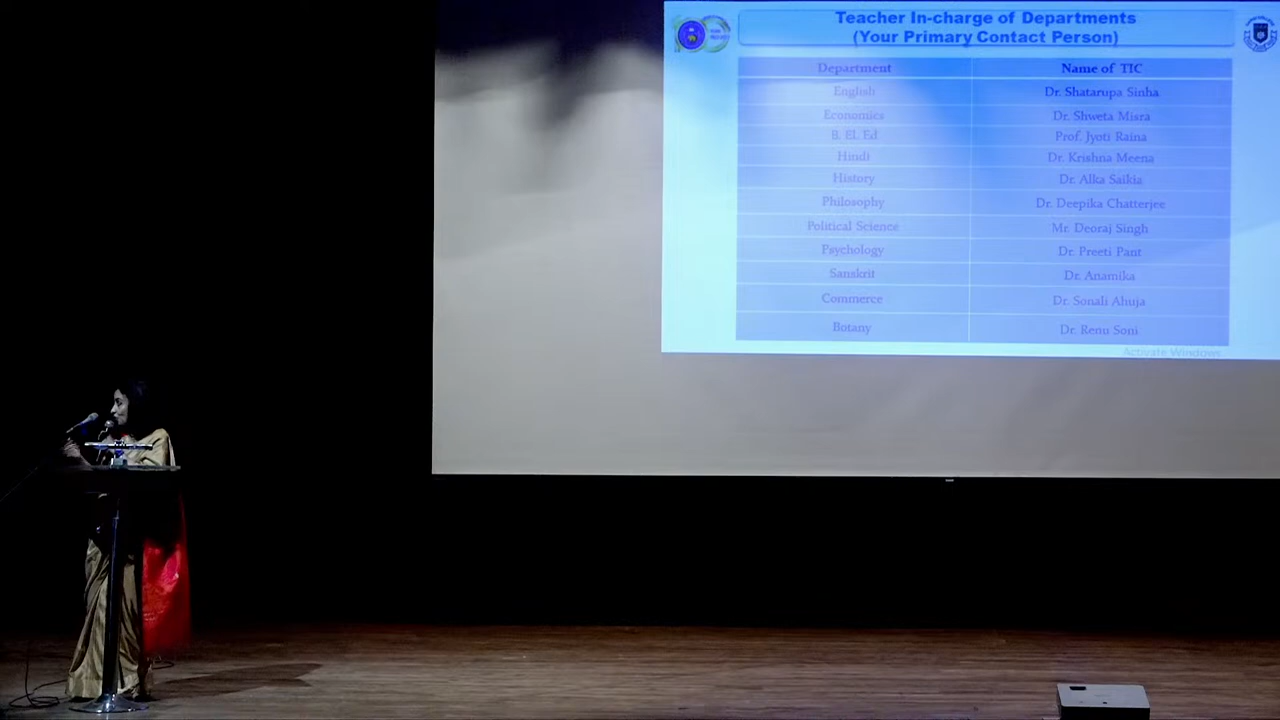 Teacher In-charge of Departments
(Your Primary Contact Person)
Department Name of TIC
English Dr. Shatarupa Sinha
Economics Dr. Shweta Misra
B. El. Ed Prof. Jyoti Raina
Hindi Dr. Krishna Meena
History Dr. Alka Saikia
Philosophy Dr. Deepika Chatterjee
Political Science Mr. Deoraj Singh
Psychology Dr. Preeti Pant
Sanskrit Dr. Anamika
Commerce Dr. Sonali Ahuja
Botany Dr. Renu Soni
Activate Windows